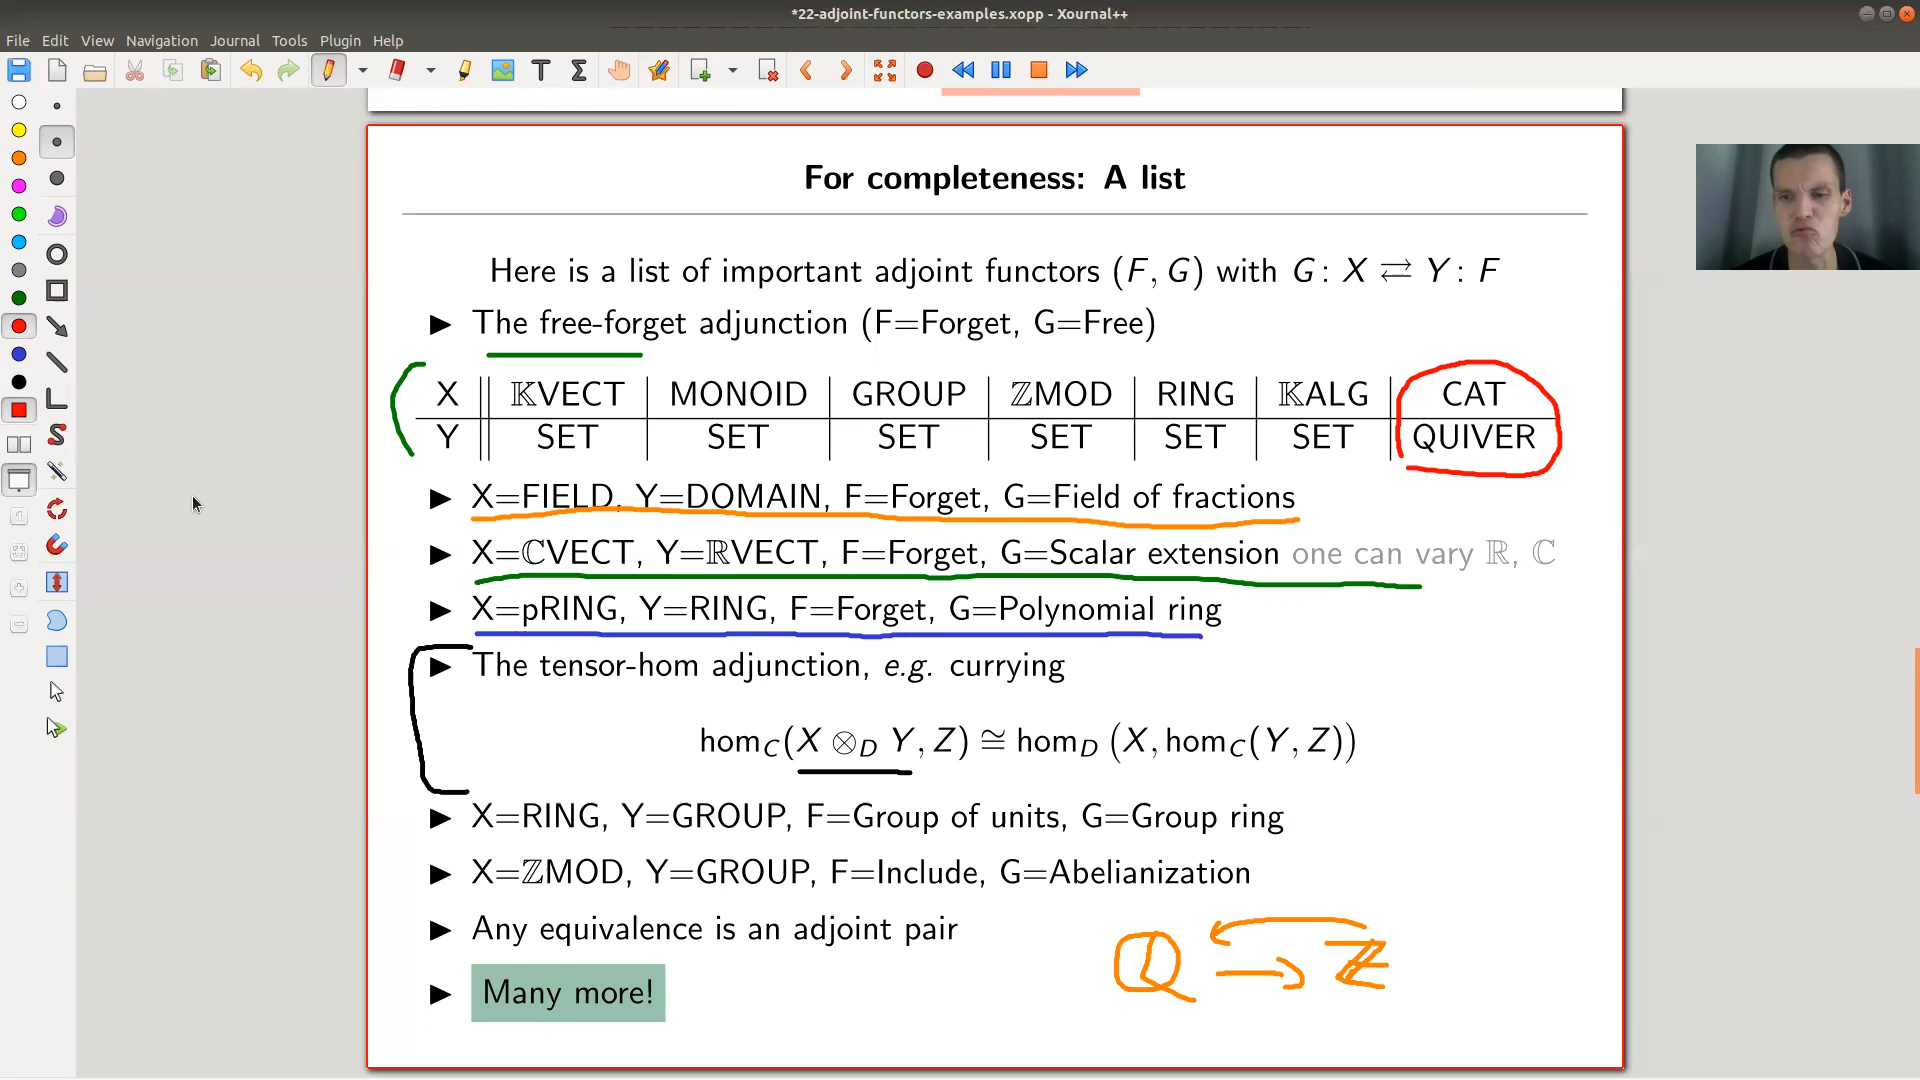 *22-adjoint-functors-examples.xopp - Xournal++
File Edit View Navigation Journal Tools Plugin Help
For completeness: A list
Here is a list of important adjoint functors (F, G) with G: X ⇄ Y: F
► The free-forget adjunction (F=Forget, G=Free)
X 𝕂VECT MONOID GROUP ℤMOD RING 𝕂ALG CAT
Y SET SET SET SET SET SET QUIVER
► X=FIELD, Y=DOMAIN, F=Forget, G=Field of fractions
► X=ℂVECT, Y=ℝVECT, F=Forget, G=Scalar extension one can vary ℝ, ℂ
► X=pRING, Y=RING, F=Forget, G=Polynomial ring
► The tensor-hom adjunction, e.g. currying
hom_C(X ⊗_D Y, Z) ≅ hom_D (X, hom_C(Y, Z))
► X=RING, Y=GROUP, F=Group of units, G=Group ring
► X=ℤMOD, Y=GROUP, F=Include, G=Abelianization
► Any equivalence is an adjoint pair
ℚ ⇄ ℤ
► Many more!